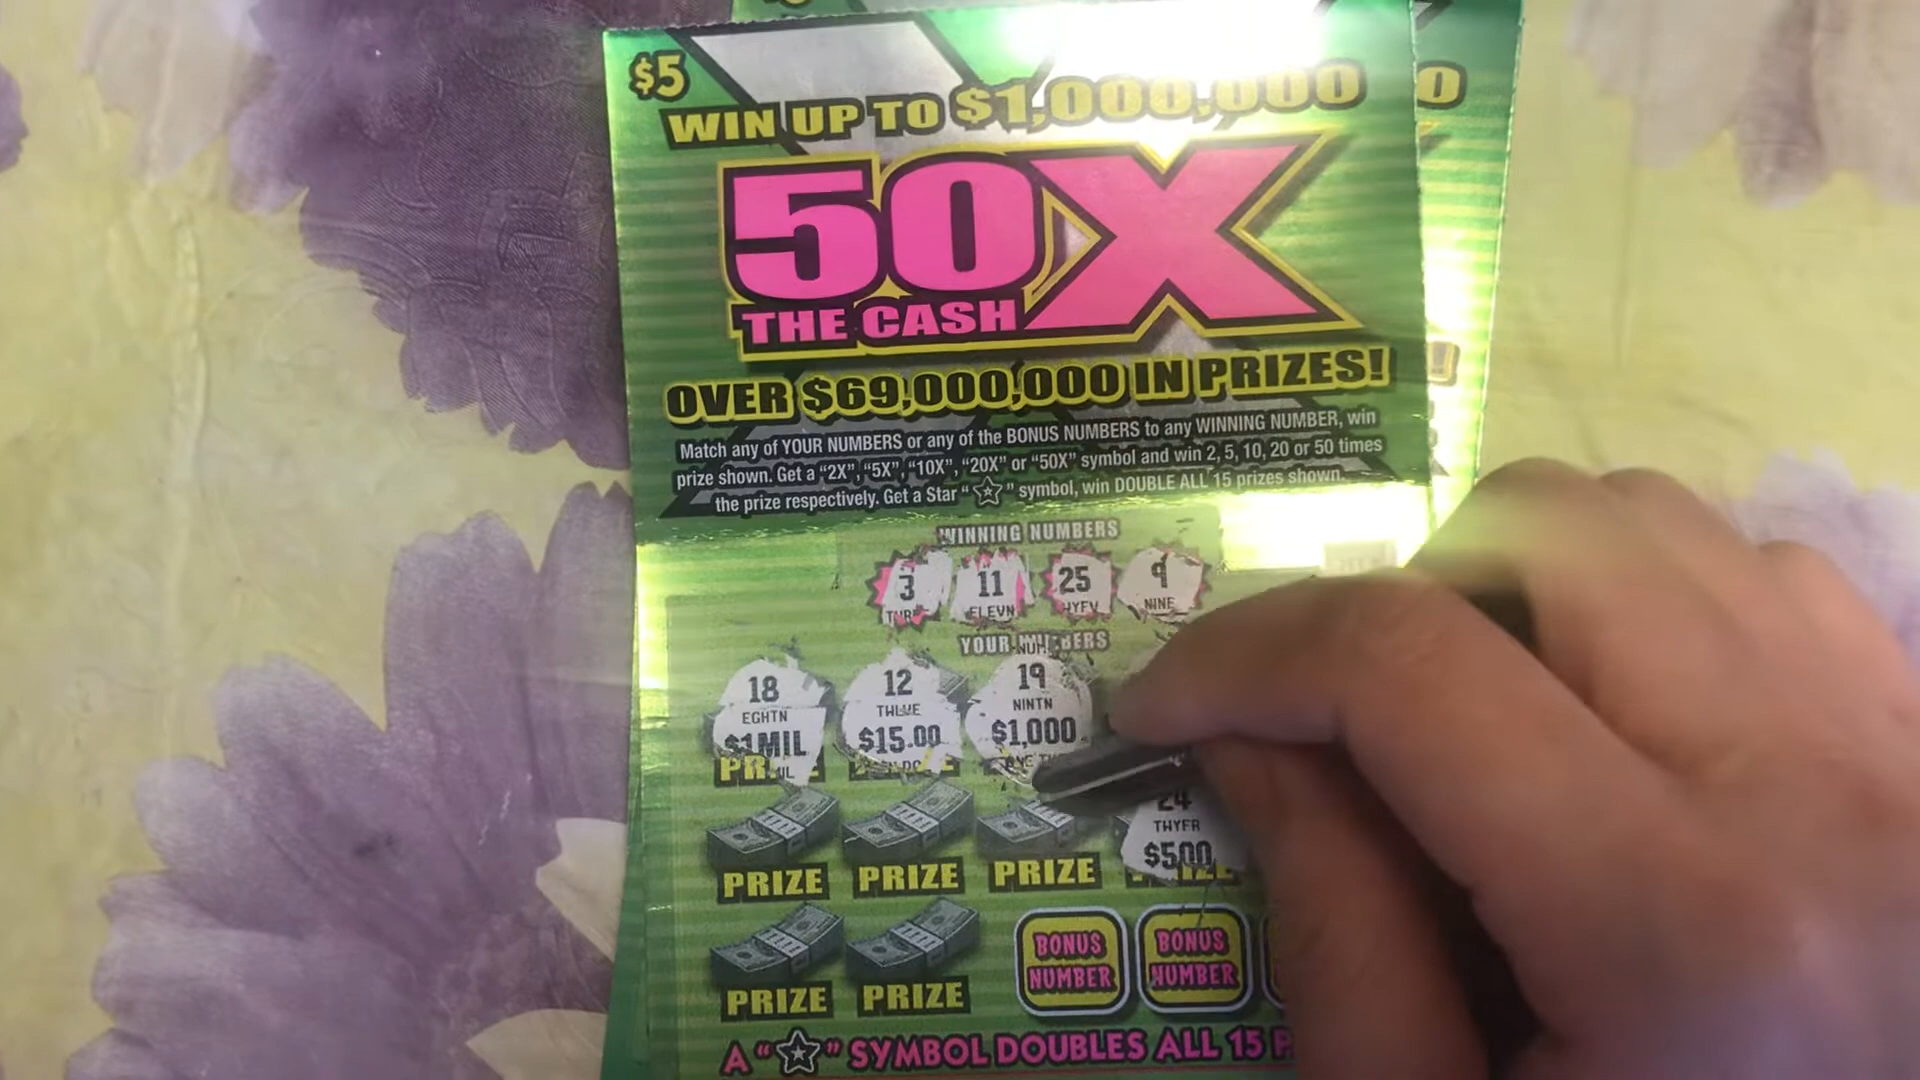 $5
WIN UP TO $1,000,000
50X
THE CASH
OVER $69,000,000 IN PRIZES!
Match any of YOUR NUMBERS or any of the BONUS NUMBERS to any WINNING NUMBER, win
prize shown. Get a “2X”, “5X”, “10X”, “20X” or “50X” symbol and win 2, 5, 10, 20 or 50 times
the prize respectively. Get a Star “☆” symbol, win DOUBLE ALL 15 prizes shown.
WINNING NUMBERS
3 11 25 9
ELEVN NINE
YOUR NUMBERS
18 12 19
EGHTN NINTN
$1MIL $15.00 $1,000
24
$500
PRIZE PRIZE PRIZE
BONUS NUMBER BONUS NUMBER
PRIZE PRIZE
A “☆” SYMBOL DOUBLES ALL 15